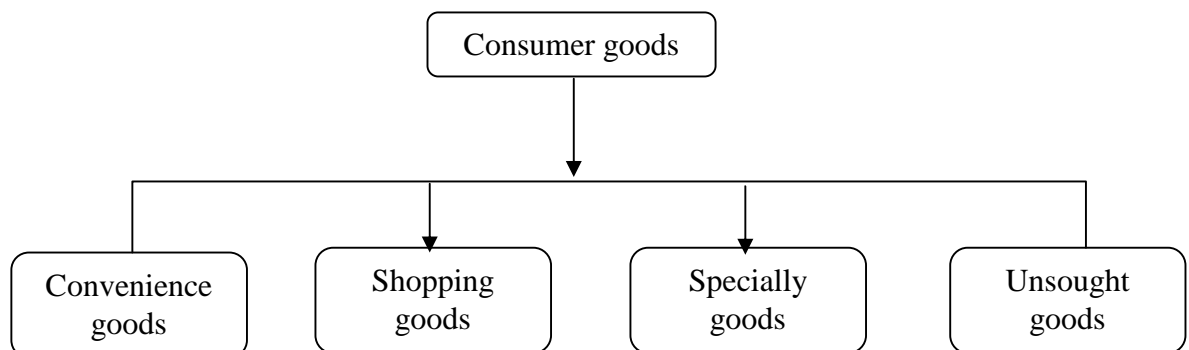 Consumer goods
Convenience
goods
Shopping
goods
Specially
goods
Unsought
goods